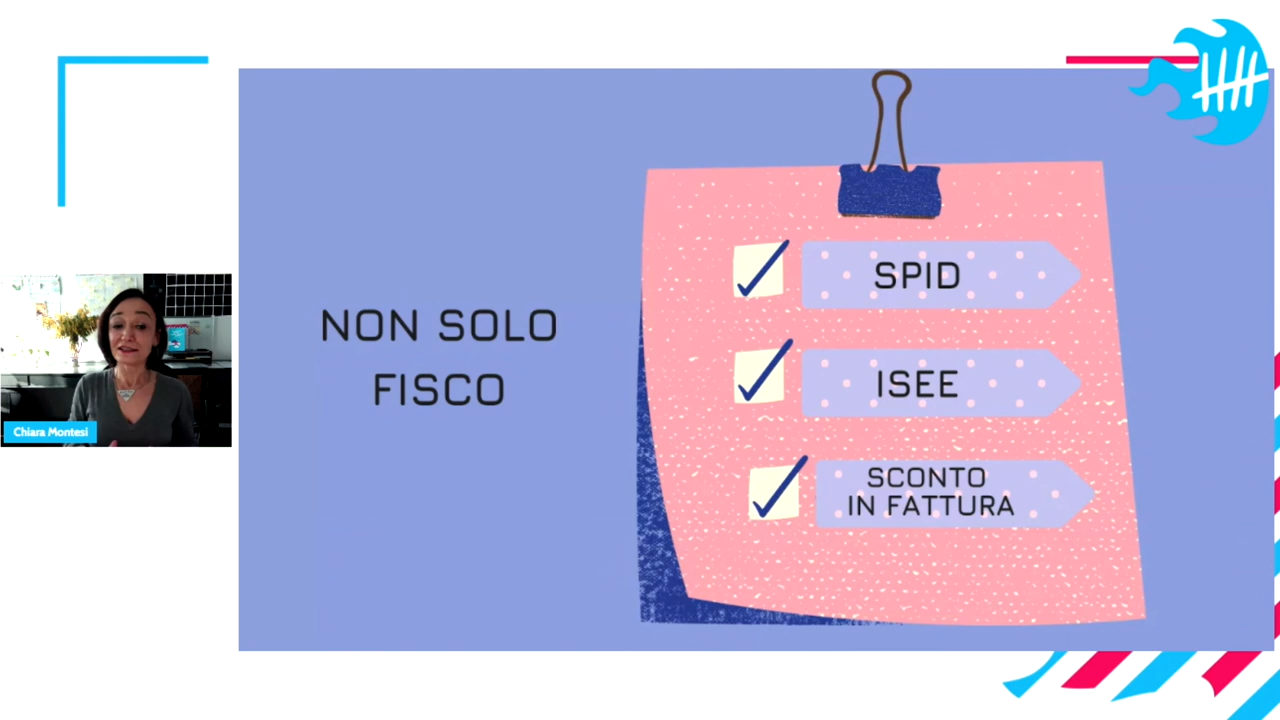 NON SOLO
FISCO
SPID
ISEE
SCONTO
IN FATTURA
Chiara Montesi